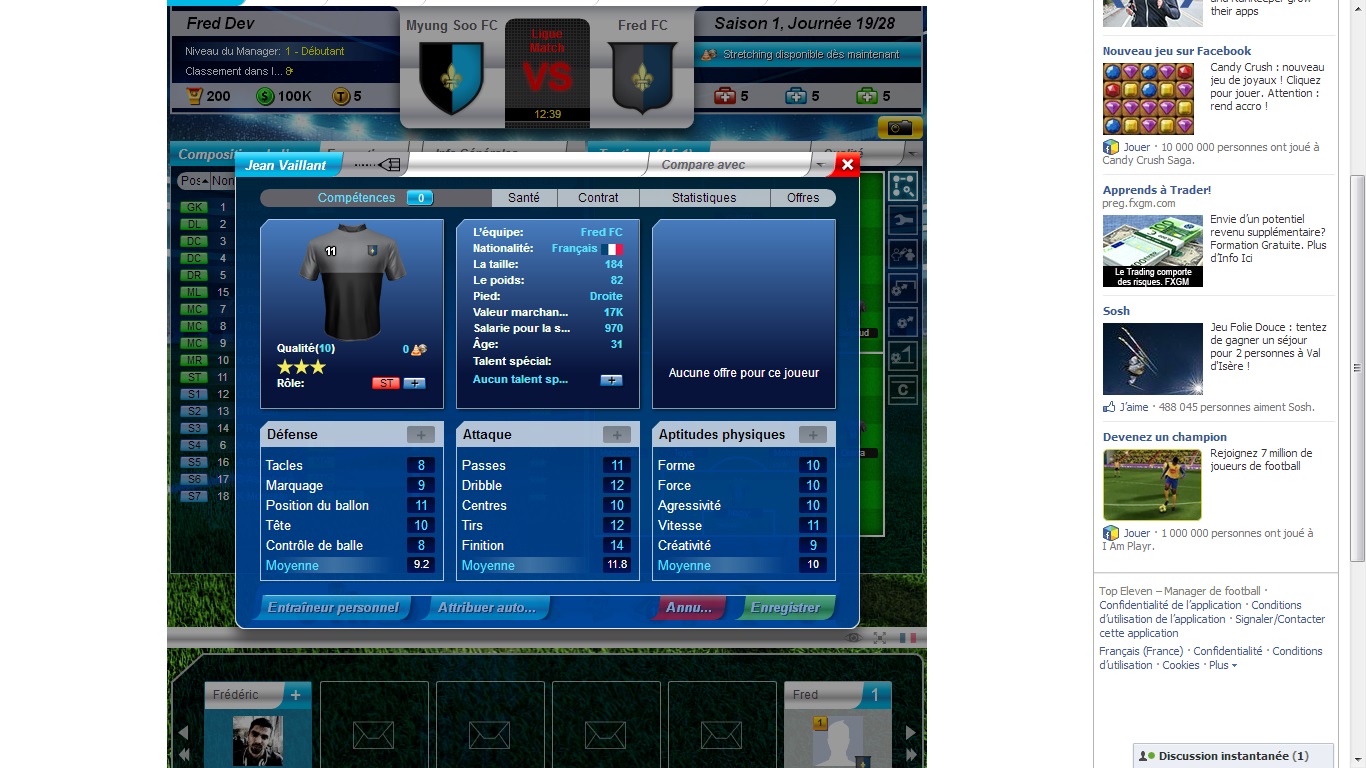 Fred Dev
Myung Soo FC
Ligue
Match
VS
12:39
Fred FC
Saison 1, Journée 19/28
Niveau du Manager: 1 - Débutant
Classement dans l...
Stretching disponible dès maintenant
200
100K
T 5
5
5
5
Jean Vaillant
Compare avec
Pos
Non
Compétences 0
Santé
Contrat
Statistiques
Offres
GK 1
DL 2
DC 3
DC 4
DR 5
ML 15
MC 7
MC 8
MC 9
MR 10
ST 11
S1 12
S2 13
S3 14
S4 6
S5 16
S6 17
S7 18
11
Qualité(10) 0
Rôle: ST +
L'équipe: Fred FC
Nationalité: Français
La taille: 184
Le poids: 82
Pied: Droite
Valeur marchan... 17K
Salarie pour la s... 970
Âge: 31
Talent spécial:
Aucun talent sp... +
Aucune offre pour ce joueur
C
Défense +
Tacles 8
Marquage 9
Position du ballon 11
Tête 10
Contrôle de balle 8
Moyenne 9.2
Attaque +
Passes 11
Dribble 12
Centres 10
Tirs 12
Finition 14
Moyenne 11.8
Aptitudes physiques +
Forme 10
Force 10
Agressivité 10
Vitesse 11
Créativité 9
Moyenne 10
Entraîneur personnel
Attribuer auto...
Annu...
Enregistrer
Frédéric +
Fred 1
1
their apps
Nouveau jeu sur Facebook
Candy Crush : nouveau
jeu de joyaux ! Cliquez
pour jouer. Attention :
rend accro !
Jouer · 10 000 000 personnes ont joué à
Candy Crush Saga.
Apprends à Trader!
preg.fxgm.com
Envie d'un potentiel
revenu supplémentaire?
Formation Gratuite. Plus
d'Info Ici
Le Trading comporte
des risques. FXGM
Sosh
Jeu Folie Douce : tentez
de gagner un séjour
pour 2 personnes à Val
d'Isère !
J'aime · 488 045 personnes aiment Sosh.
Devenez un champion
Rejoignez 7 million de
joueurs de football
Jouer · 1 000 000 personnes ont joué à
I Am Playr.
Top Eleven – Manager de football ·
Confidentialité de l'application · Conditions
d'utilisation de l'application · Signaler/Contacter
cette application
Français (France) · Confidentialité · Conditions
d'utilisation · Cookies · Plus
Discussion instantanée (1)